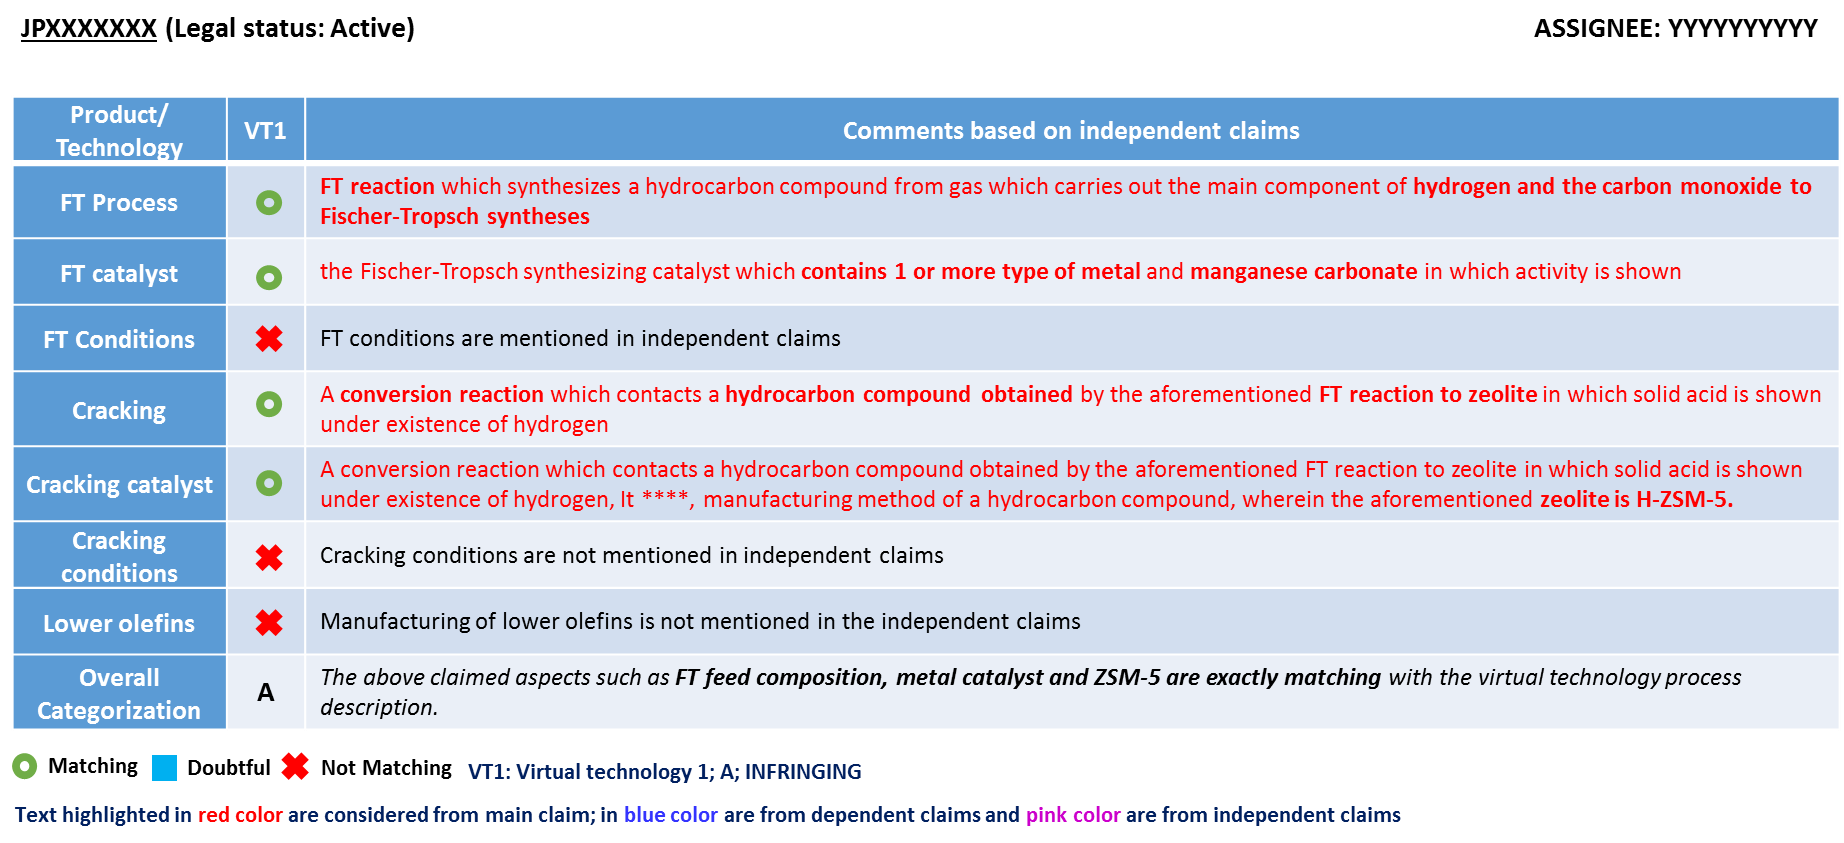 JPXXXXXXX (Legal status: Active)
ASSIGNEE: YYYYYYYYYY
Product/
Technology
VT1
Comments based on independent claims
FT Process
FT reaction which synthesizes a hydrocarbon compound from gas which carries out the main component of hydrogen and the carbon monoxide to
Fischer-Tropsch syntheses
FT catalyst
the Fischer-Tropsch synthesizing catalyst which contains 1 or more type of metal and manganese carbonate in which activity is shown
FT Conditions
FT conditions are mentioned in independent claims
Cracking
A conversion reaction which contacts a hydrocarbon compound obtained by the aforementioned FT reaction to zeolite in which solid acid is shown
under existence of hydrogen
Cracking catalyst
A conversion reaction which contacts a hydrocarbon compound obtained by the aforementioned FT reaction to zeolite in which solid acid is shown
under existence of hydrogen, It ****, manufacturing method of a hydrocarbon compound, wherein the aforementioned zeolite is H-ZSM-5.
Cracking
conditions
Cracking conditions are not mentioned in independent claims
Lower olefins
Manufacturing of lower olefins is not mentioned in the independent claims
Overall
Categorization
A
The above claimed aspects such as FT feed composition, metal catalyst and ZSM-5 are exactly matching with the virtual technology process
description.
Matching
Doubtful
Not Matching
VT1: Virtual technology 1; A; INFRINGING
Text highlighted in red color are considered from main claim; in blue color are from dependent claims and pink color are from independent claims